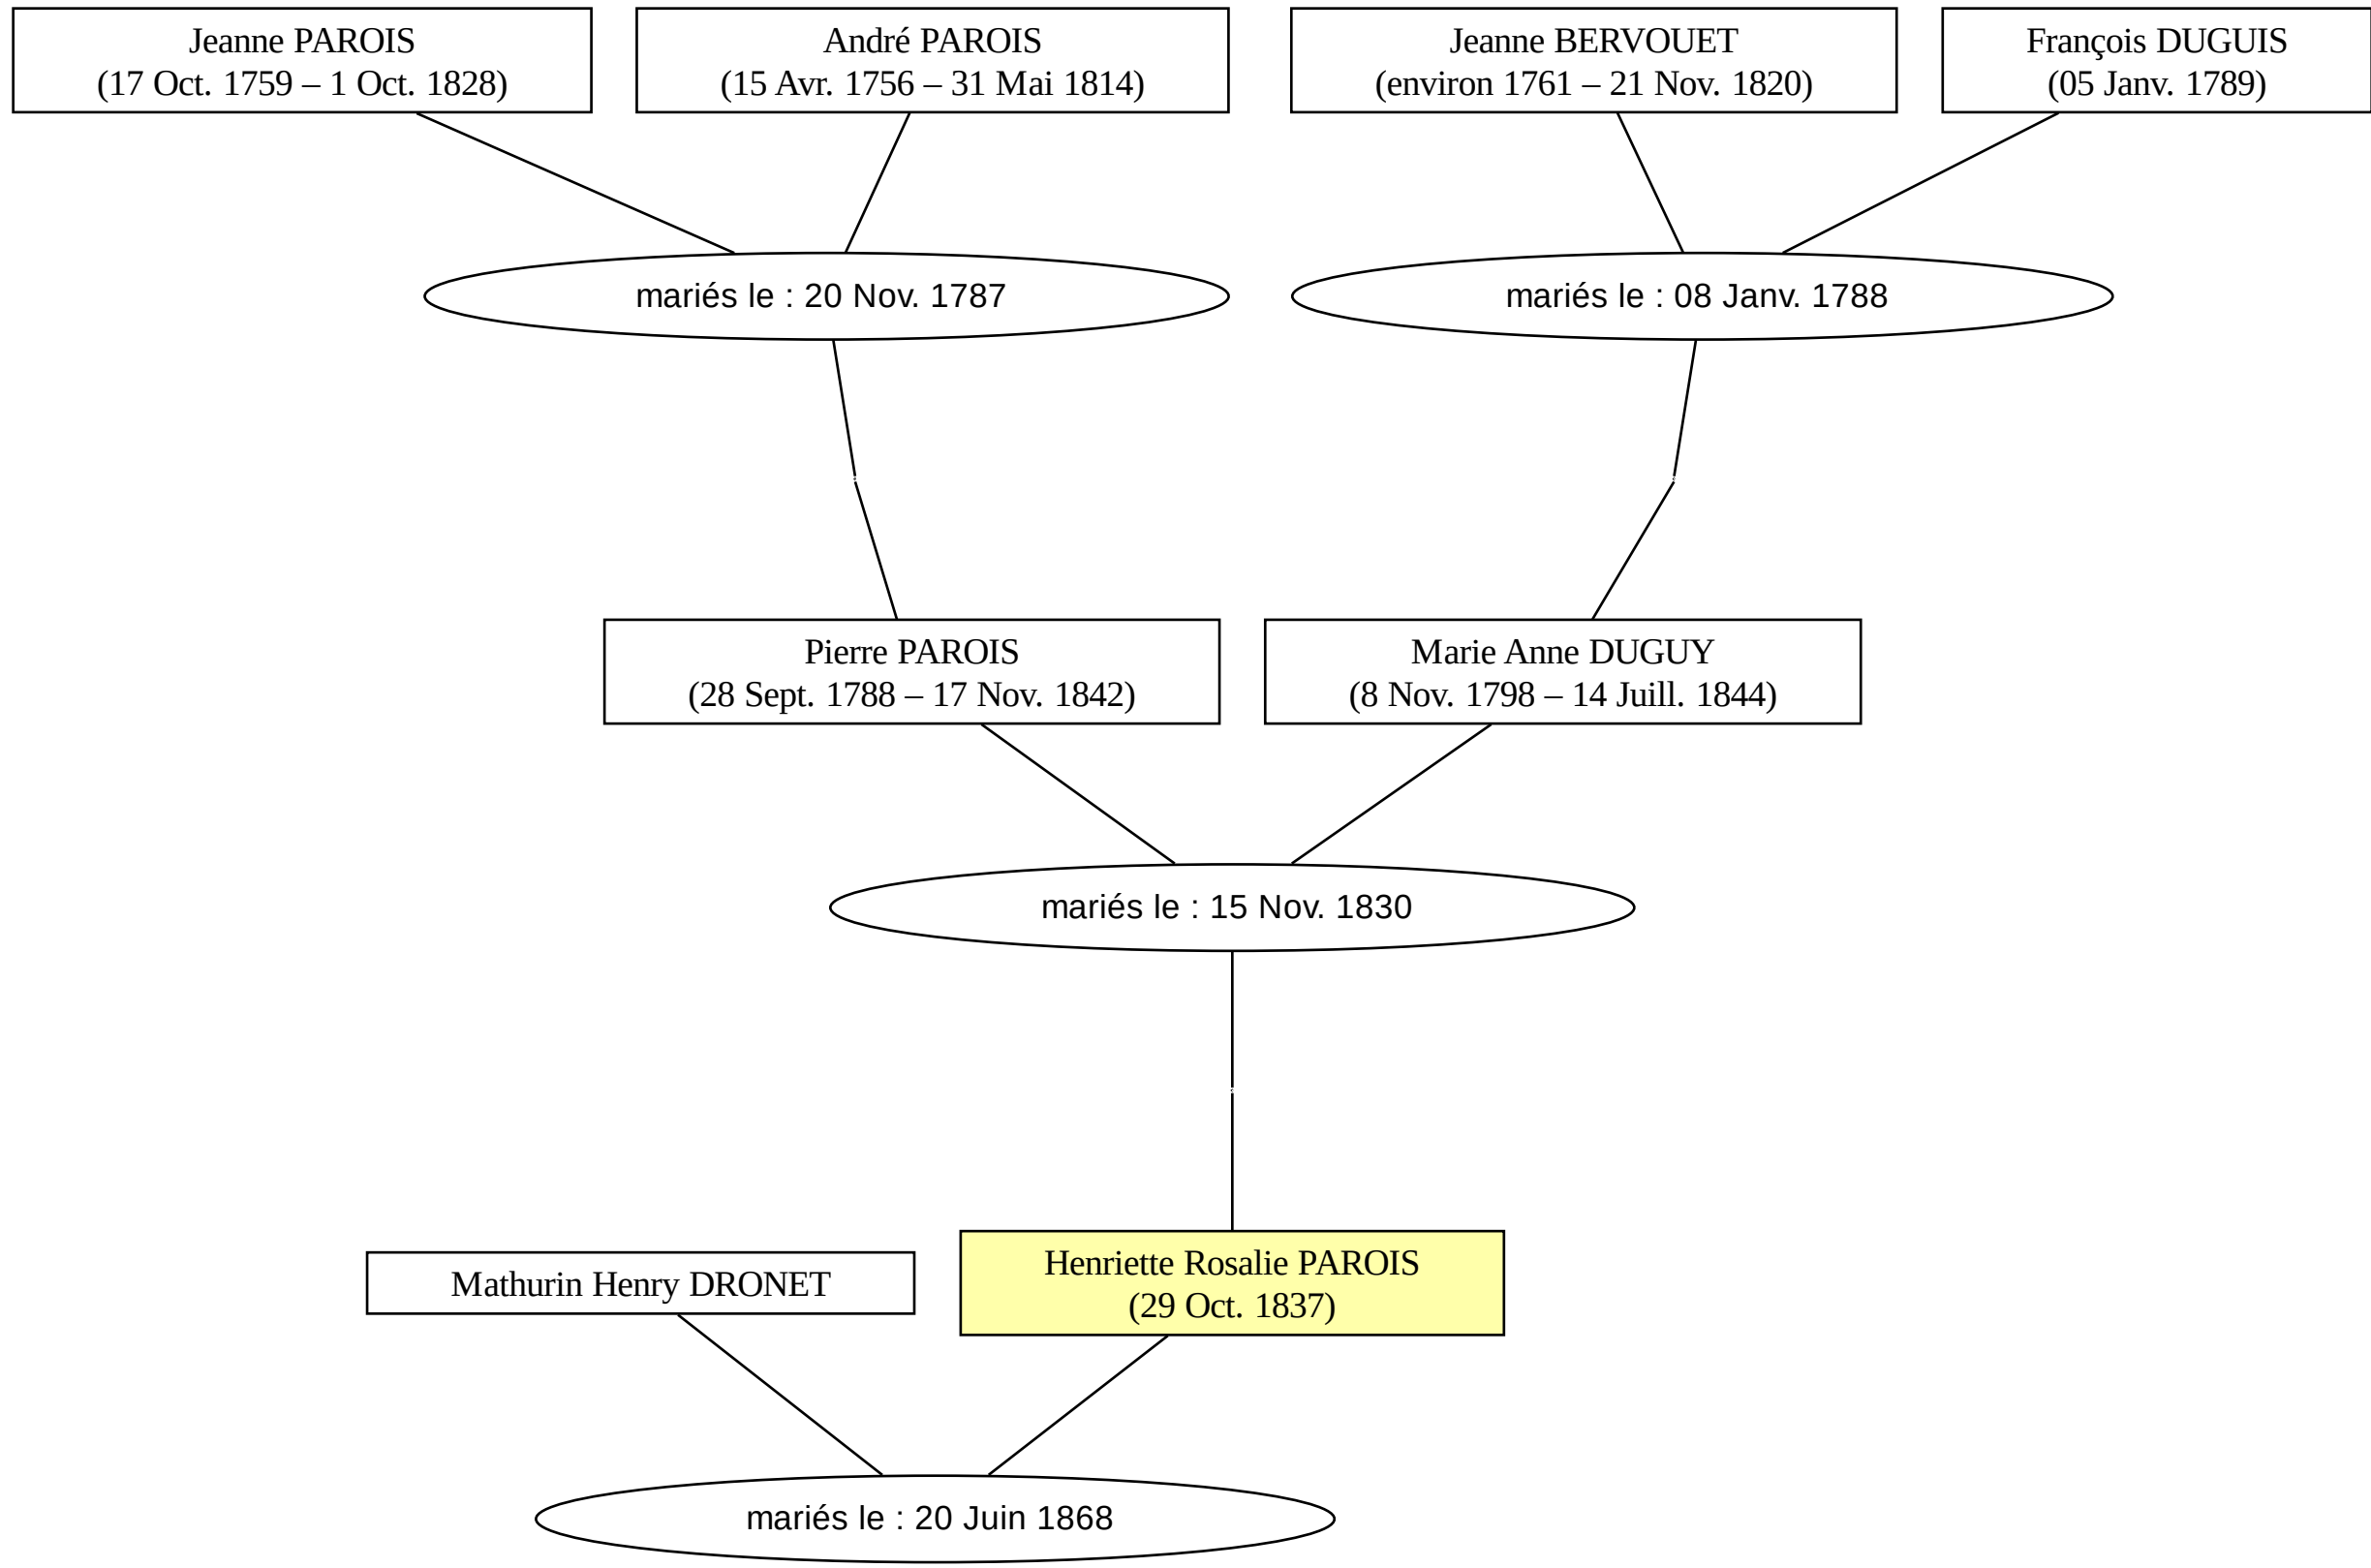 Jeanne PAROIS
(17 Oct. 1759 – 1 Oct. 1828)
André PAROIS
(15 Avr. 1756 – 31 Mai 1814)
Jeanne BERVOUET
(environ 1761 – 21 Nov. 1820)
François DUGUIS
(05 Janv. 1789)
mariés le : 20 Nov. 1787
mariés le : 08 Janv. 1788
Pierre PAROIS
(28 Sept. 1788 – 17 Nov. 1842)
Marie Anne DUGUY
(8 Nov. 1798 – 14 Juill. 1844)
mariés le : 15 Nov. 1830
Mathurin Henry DRONET
Henriette Rosalie PAROIS
(29 Oct. 1837)
mariés le : 20 Juin 1868